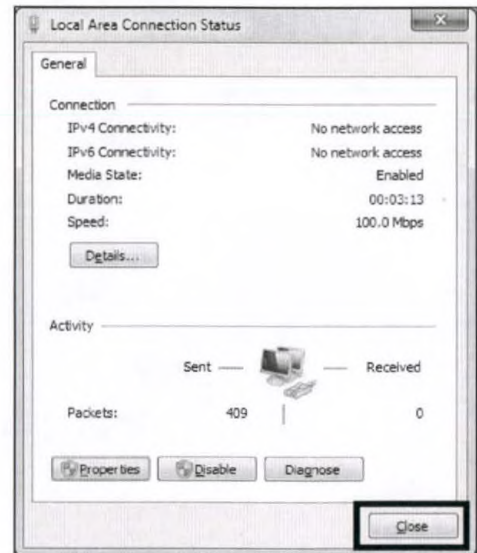 Local Area Connection Status
General
Connection
IPv4 Connectivity: No network access
IPv6 Connectivity: No network access
Media State: Enabled
Duration: 00:03:13
Speed: 100.0 Mbps
Details...
Activity
Sent Received
Packets: 409 0
Properties Disable Diagnose
Close